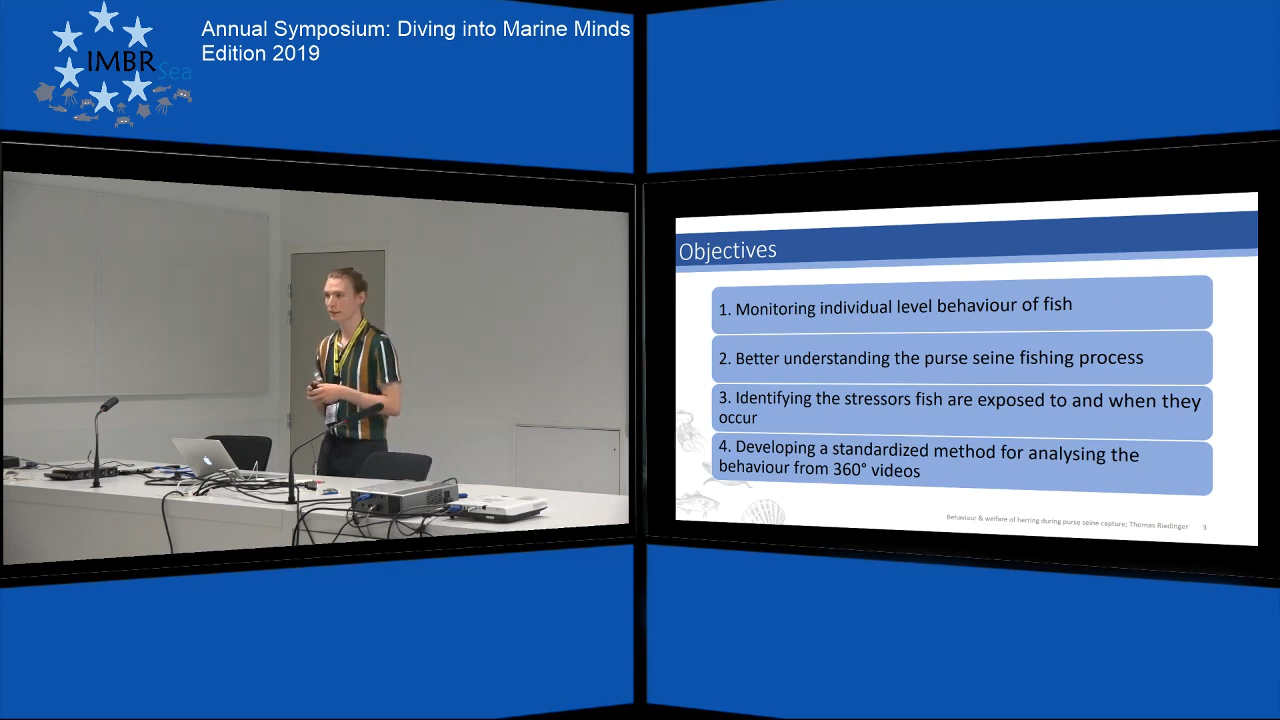 Annual Symposium: Diving into Marine Minds
Edition 2019
IMBRSea
Objectives
1. Monitoring individual level behaviour of fish
2. Better understanding the purse seine fishing process
3. Identifying the stressors fish are exposed to and when they
occur
4. Developing a standardized method for analysing the
behaviour from 360° videos
Behaviour & welfare of herring during purse seine capture; Thomas Riedinger 3